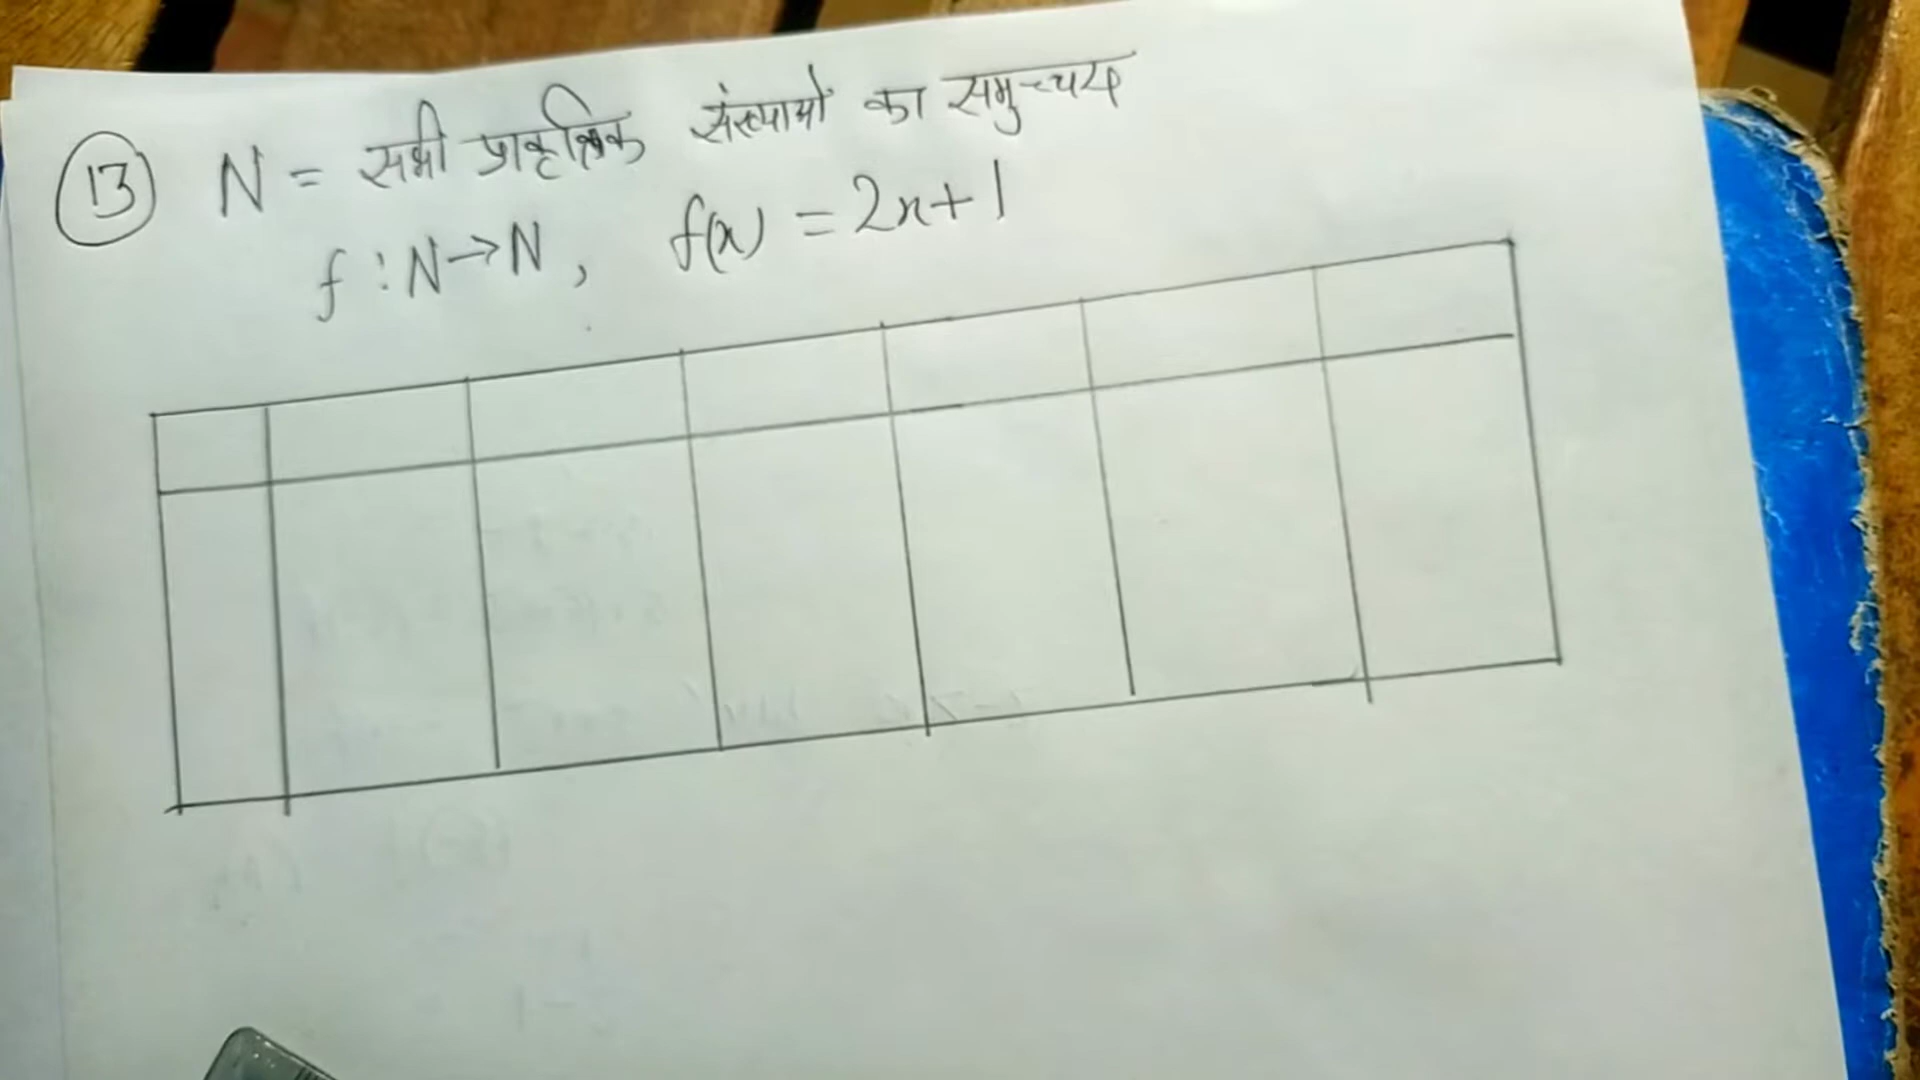 (13) N = सभी प्राकृतिक संख्यायों का समुच्चय
f : N → N , f(x) = 2x + 1